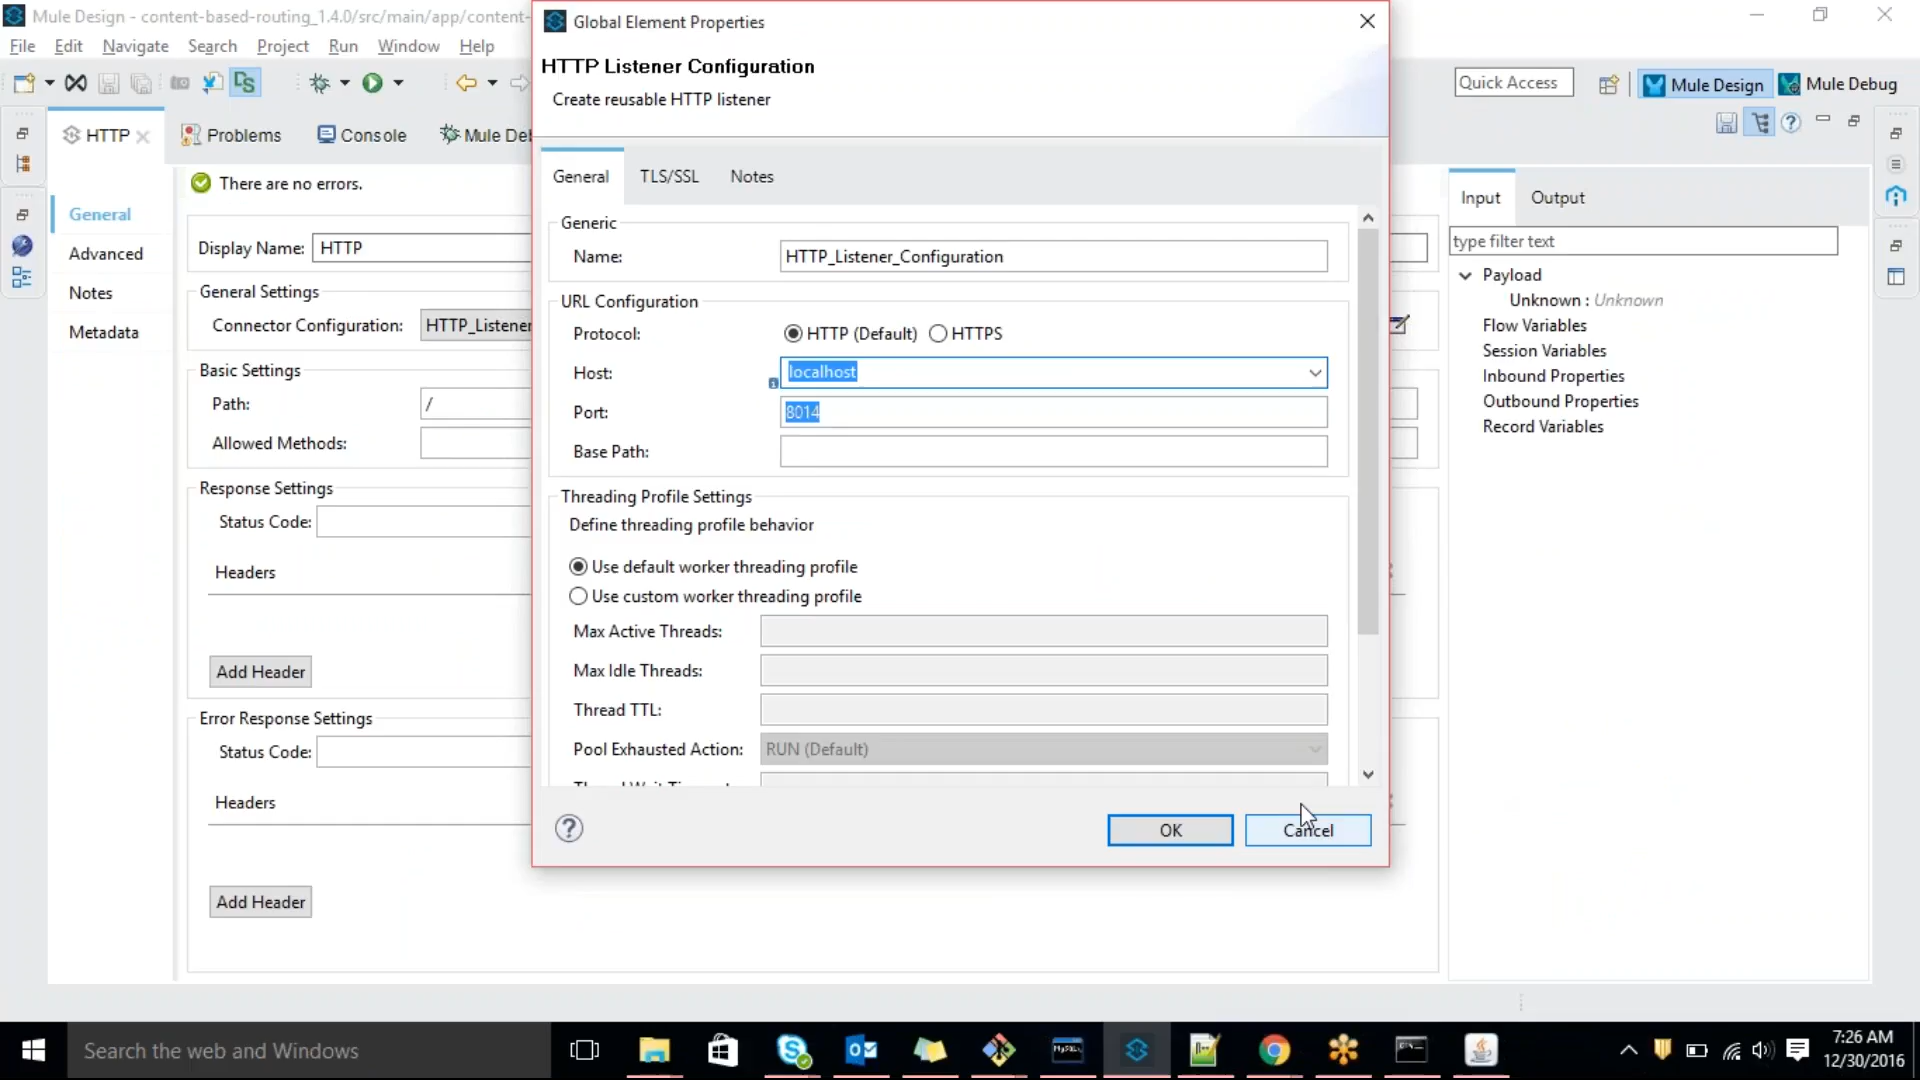 Mule Design - content-based-routing_1.4.0/src/main/app/content-
File Edit Navigate Search Project Run Window Help
Quick Access
Mule Design
Mule Debug
HTTP
Problems
Console
Mule De
General
Advanced
Notes
Metadata
There are no errors.
Display Name: HTTP
General Settings
Connector Configuration: HTTP_Listener
Basic Settings
Path: /
Allowed Methods:
Response Settings
Status Code:
Headers
Add Header
Error Response Settings
Status Code:
Headers
Add Header
Global Element Properties
HTTP Listener Configuration
Create reusable HTTP listener
General TLS/SSL Notes
Generic
Name: HTTP_Listener_Configuration
URL Configuration
Protocol: HTTP (Default) HTTPS
Host: localhost
Port: 8014
Base Path:
Threading Profile Settings
Define threading profile behavior
Use default worker threading profile
Use custom worker threading profile
Max Active Threads:
Max Idle Threads:
Thread TTL:
Pool Exhausted Action: RUN (Default)
OK Cancel
Input Output
type filter text
Payload
Unknown : Unknown
Flow Variables
Session Variables
Inbound Properties
Outbound Properties
Record Variables
Search the web and Windows
7:26 AM
12/30/2016